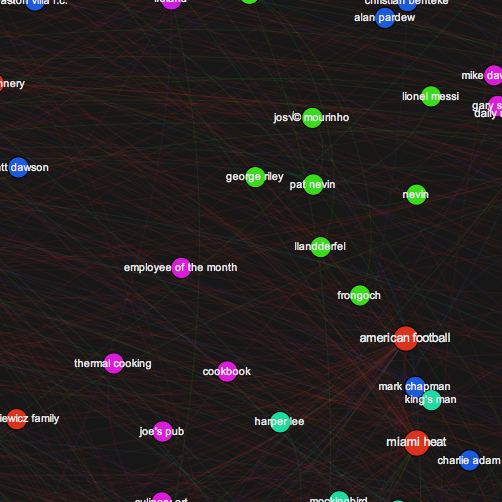 aston villa f.c.
christian benteke
alan pardew
mike dav
nnery
lionel messi
gary s
daily
jos√© mourinho
tt dawson
george riley
pat nevin
nevin
llandderfel
employee of the month
frongoch
american football
thermal cooking
cookbook
mark chapman
king's man
iewicz family
harper lee
joe's pub
miami heat
charlie adam
culinary art
mockingbird